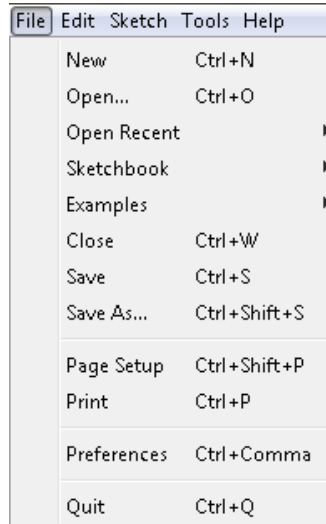 File Edit Sketch Tools Help
New Ctrl+N
Open... Ctrl+O
Open Recent
Sketchbook
Examples
Close Ctrl+W
Save Ctrl+S
Save As... Ctrl+Shift+S
Page Setup Ctrl+Shift+P
Print Ctrl+P
Preferences Ctrl+Comma
Quit Ctrl+Q